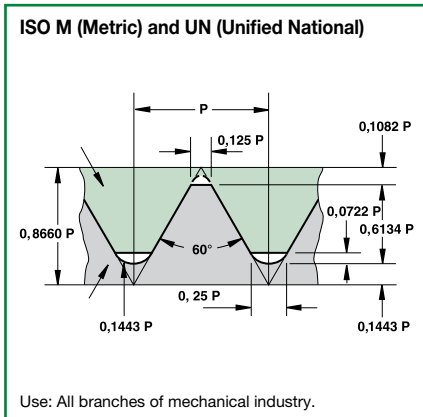 ISO M (Metric) and UN (Unified National)
P
0,125 P
0,1082 P
0,0722 P
0,8660 P
0,6134 P
60°
0, 25 P
0,1443 P
0,1443 P
Use: All branches of mechanical industry.